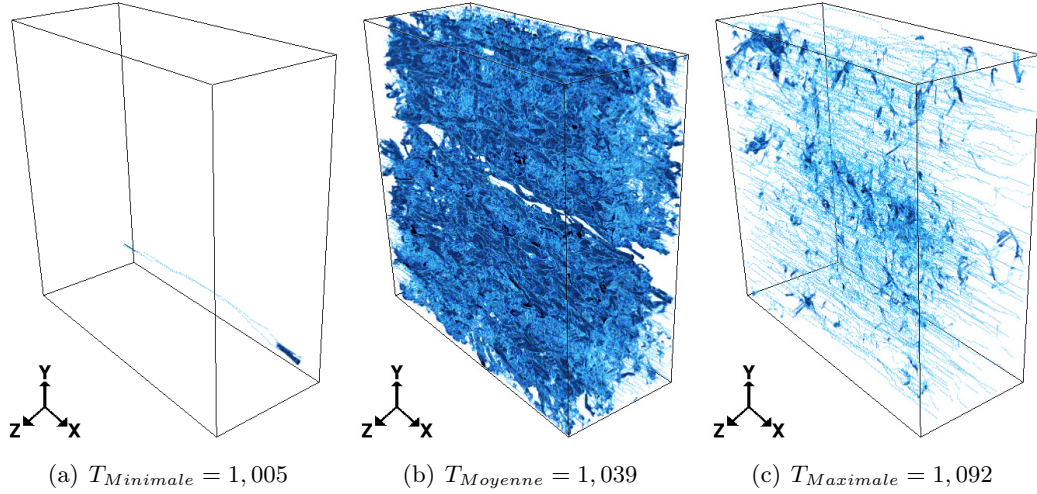 Y
Z X
Y
Z X
Y
Z X
(a) T_{Minimale} = 1,005
(b) T_{Moyenne} = 1,039
(c) T_{Maximale} = 1,092